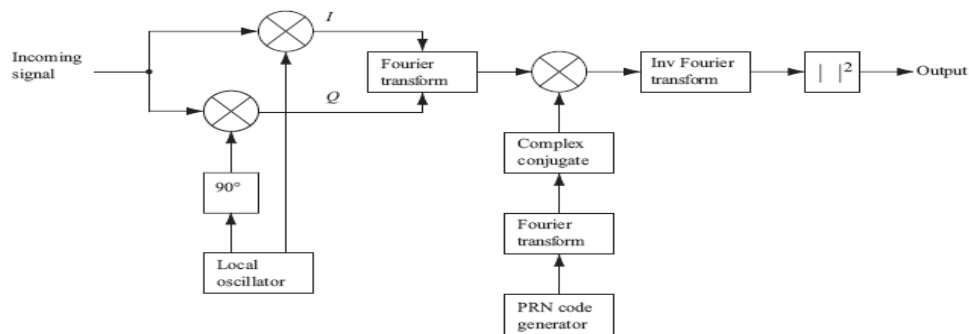 Incoming
signal
I
Q
90°
Local
oscillator
Fourier
transform
Complex
conjugate
Fourier
transform
PRN code
generator
Inv Fourier
transform
| |²
Output